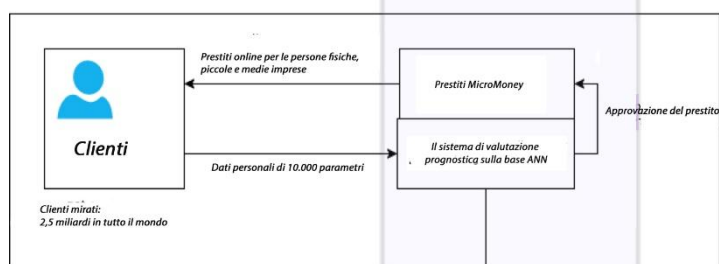 Prestiti online per le persone fisiche,
piccole e medie imprese
Prestiti MicroMoney
Approvazione del prestito
Clienti
Il sistema di valutazione
prognostica sulla base ANN
Dati personali di 10.000 parametri
Clienti mirati:
2,5 miliardi in tutto il mondo